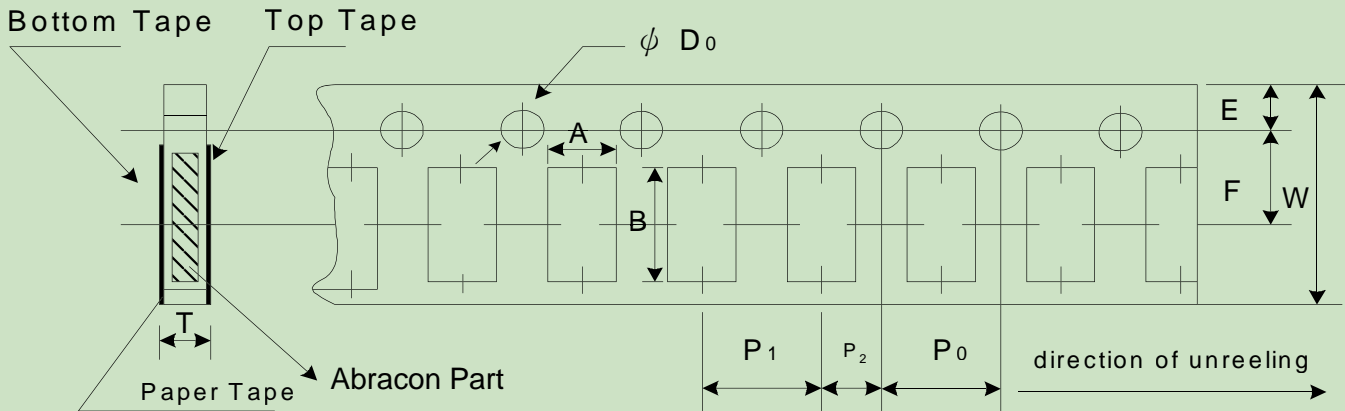 Bottom Tape
Top Tape
ψ D0
E
A
F
W
B
T
P1
P2
P0
direction of unreeling
Abracon Part
Paper Tape